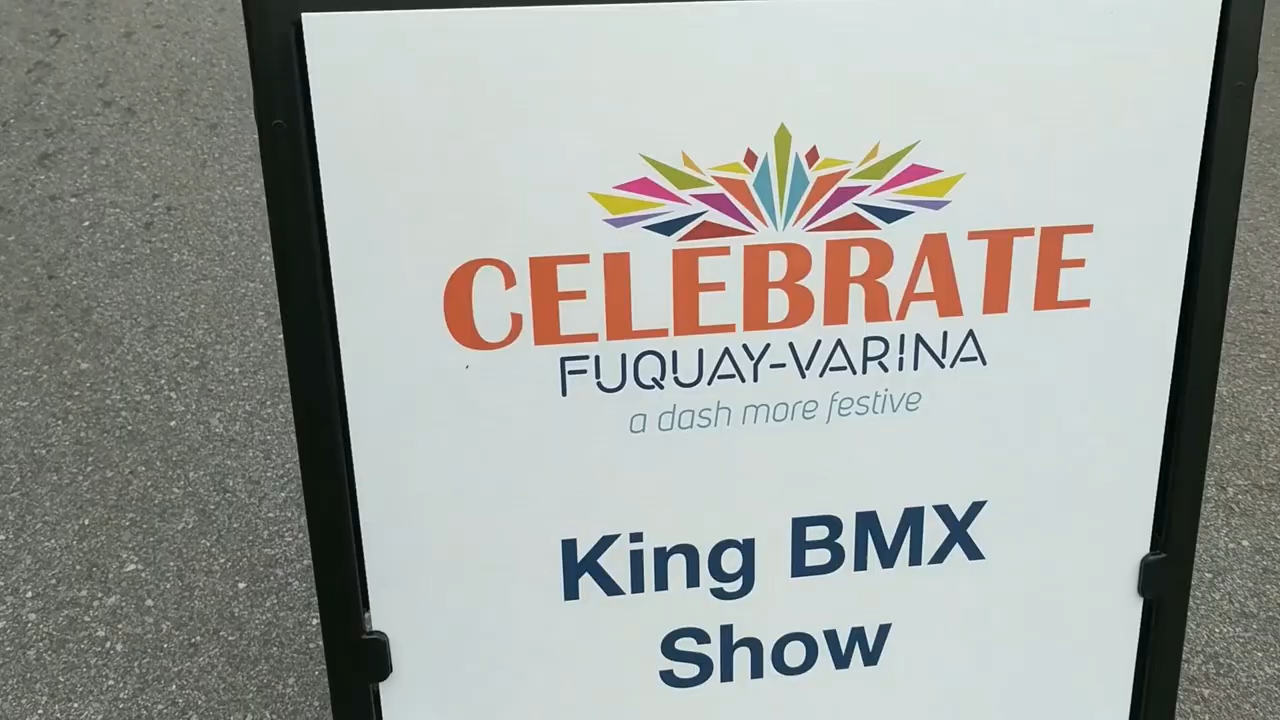 CELEBRATE
FUQUAY-VARINA
a dash more festive
King BMX
Show